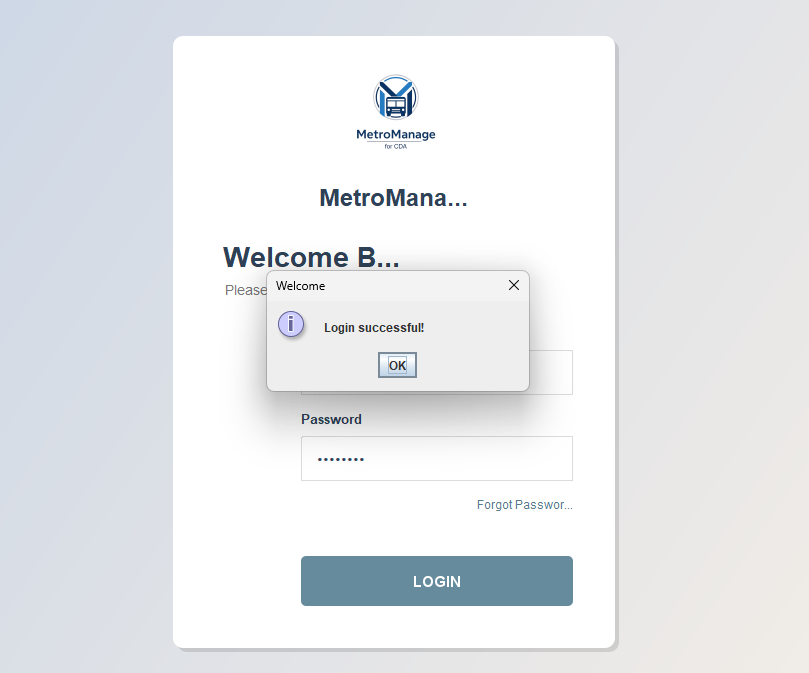 MetroManage
for CDA
MetroMana...
Welcome B...
Please
Welcome
Login successful!
OK
Password
••••••••
Forgot Passwor...
LOGIN